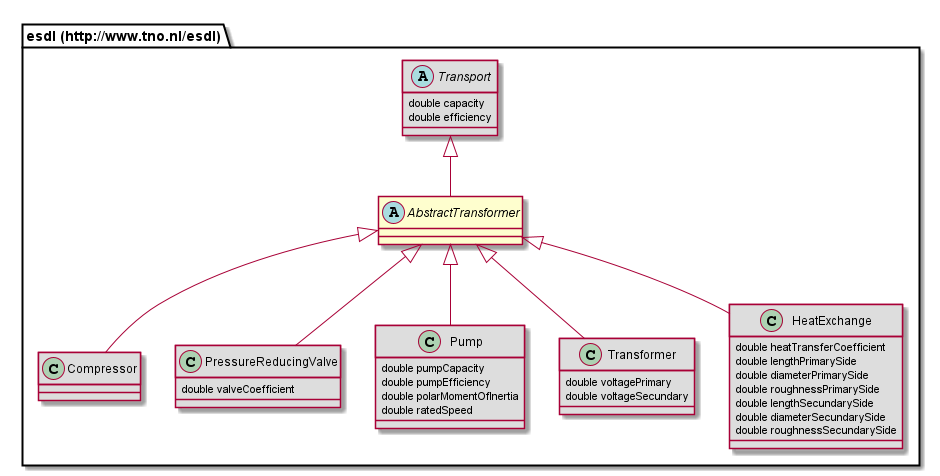 esdl (http://www.tno.nl/esdl)
A Transport
double capacity
double efficiency
A AbstractTransformer
C Compressor
C PressureReducingValve
double valveCoefficient
C Pump
double pumpCapacity
double pumpEfficiency
double polarMomentOfInertia
double ratedSpeed
C Transformer
double voltagePrimary
double voltageSecundary
C HeatExchange
double heatTransferCoefficient
double lengthPrimarySide
double diameterPrimarySide
double roughnessPrimarySide
double lengthSecundarySide
double diameterSecundarySide
double roughnessSecundarySide